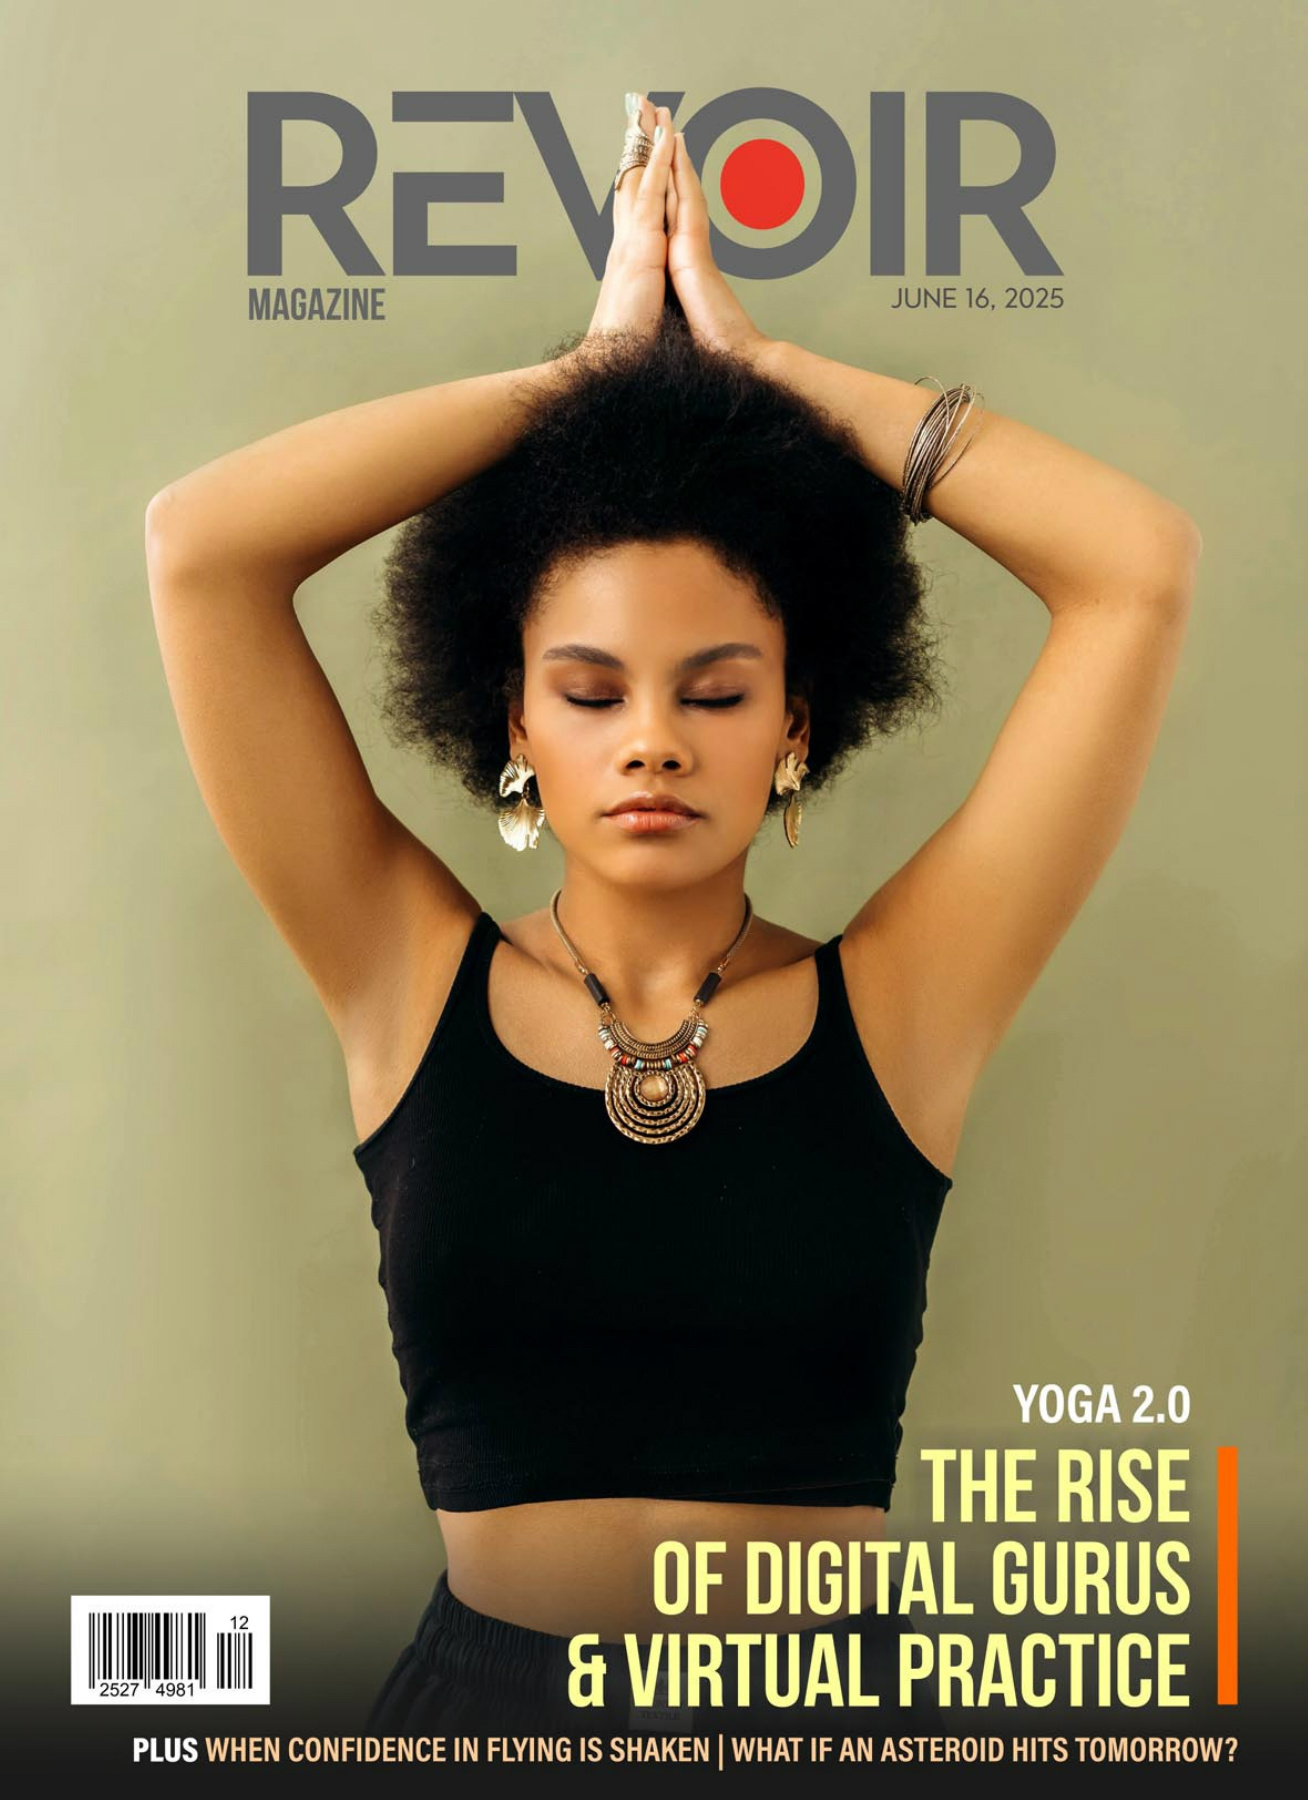 REVOIR
MAGAZINE
JUNE 16, 2025
YOGA 2.0
THE RISE
OF DIGITAL GURUS
& VIRTUAL PRACTICE
12
2527 4981
TEXTILE
PLUS WHEN CONFIDENCE IN FLYING IS SHAKEN | WHAT IF AN ASTEROID HITS TOMORROW?